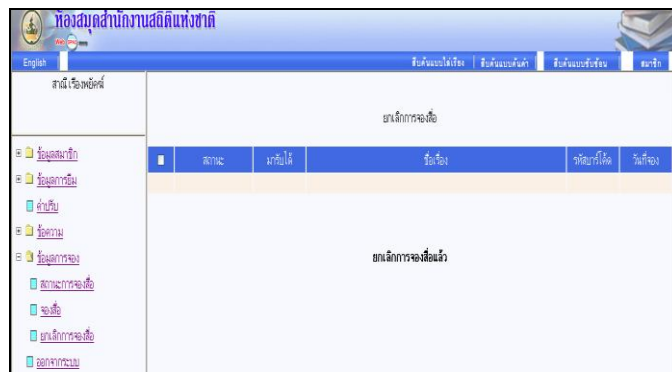 ห้องสมุดสำนักงานสถิติแห่งชาติ
Web OPAC
English
สืบค้นแบบไล่เรียง
สืบค้นแบบค้นคำ
สืบค้นแบบซับซ้อน
สมาชิก
สาณี เรืองพยัคฆ์
ยกเลิกการจองสื่อ
สถานะ มารับได้ ชื่อเรื่อง รหัสบาร์โค้ด วันที่จอง
ข้อมูลสมาชิก
ข้อมูลการยืม
ค่าปรับ
ข้อความ
ข้อมูลการจอง
สถานะการจองสื่อ
จองสื่อ
ยกเลิกการจองสื่อ
ออกจากระบบ
ยกเลิกการจองสื่อแล้ว